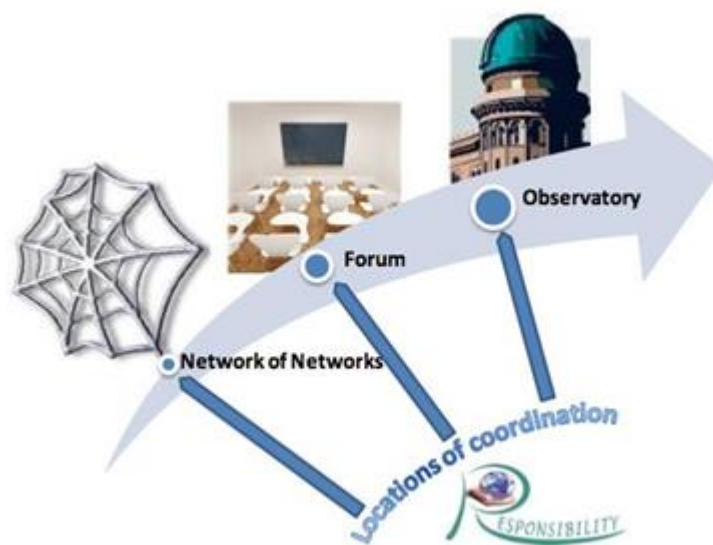 Observatory
Forum
Network of Networks
Locations of coordination
RESPONSIBILITY